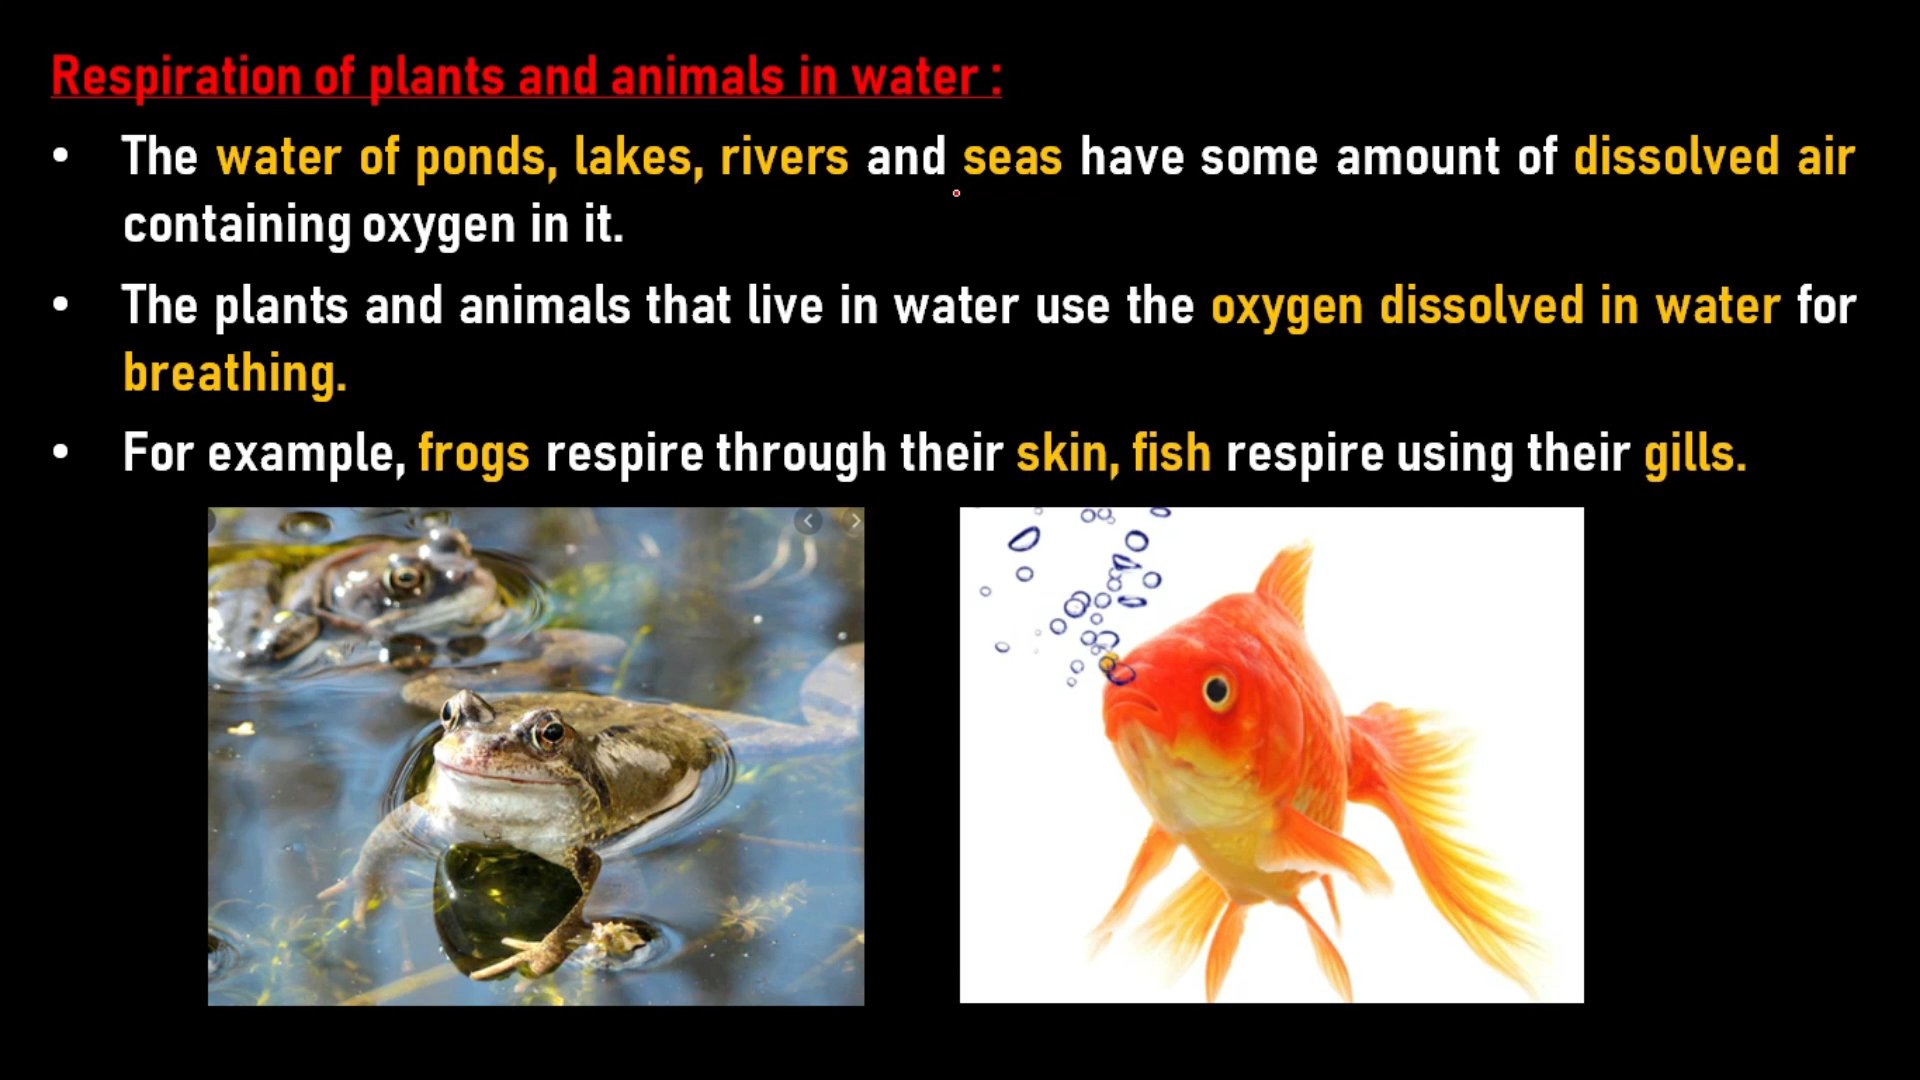 Respiration of plants and animals in water :
• The water of ponds, lakes, rivers and seas have some amount of dissolved air
containing oxygen in it.
• The plants and animals that live in water use the oxygen dissolved in water for
breathing.
• For example, frogs respire through their skin, fish respire using their gills.